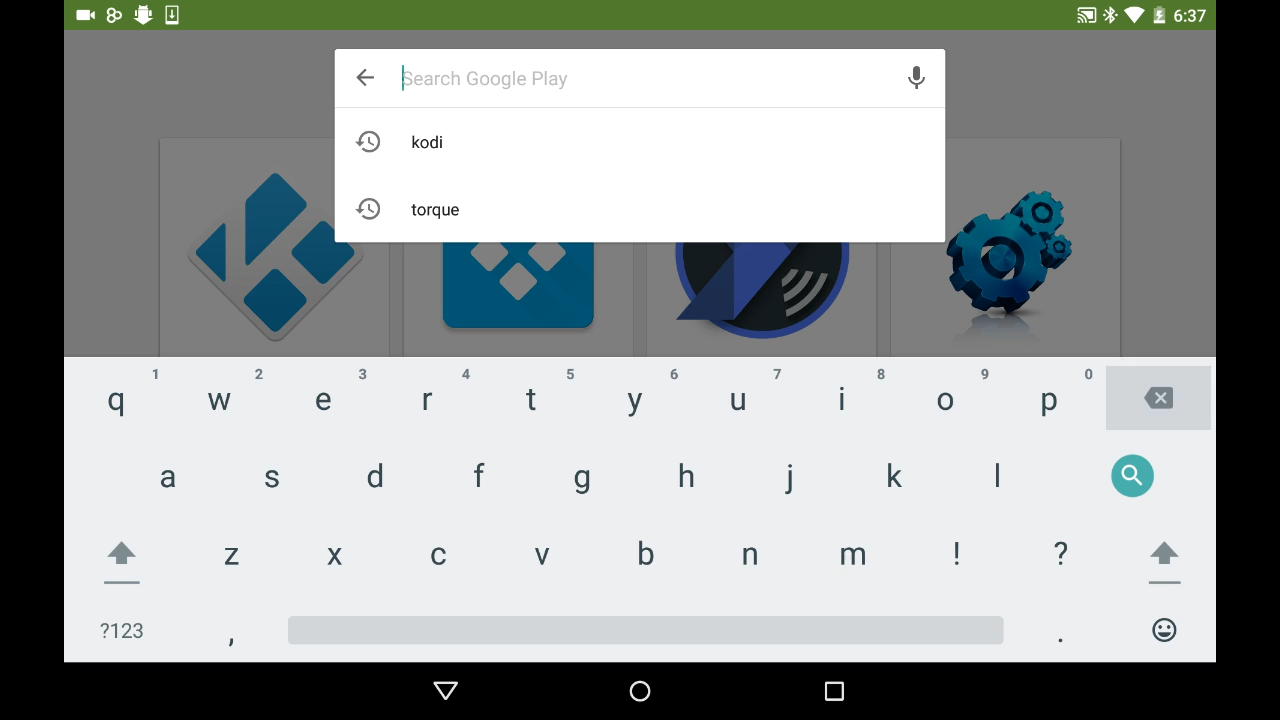 6:37
Search Google Play
kodi
torque
1 2 3 4 5 6 7 8 9 0
q w e r t y u i o p
a s d f g h j k l
z x c v b n m ! ?
?123 , .